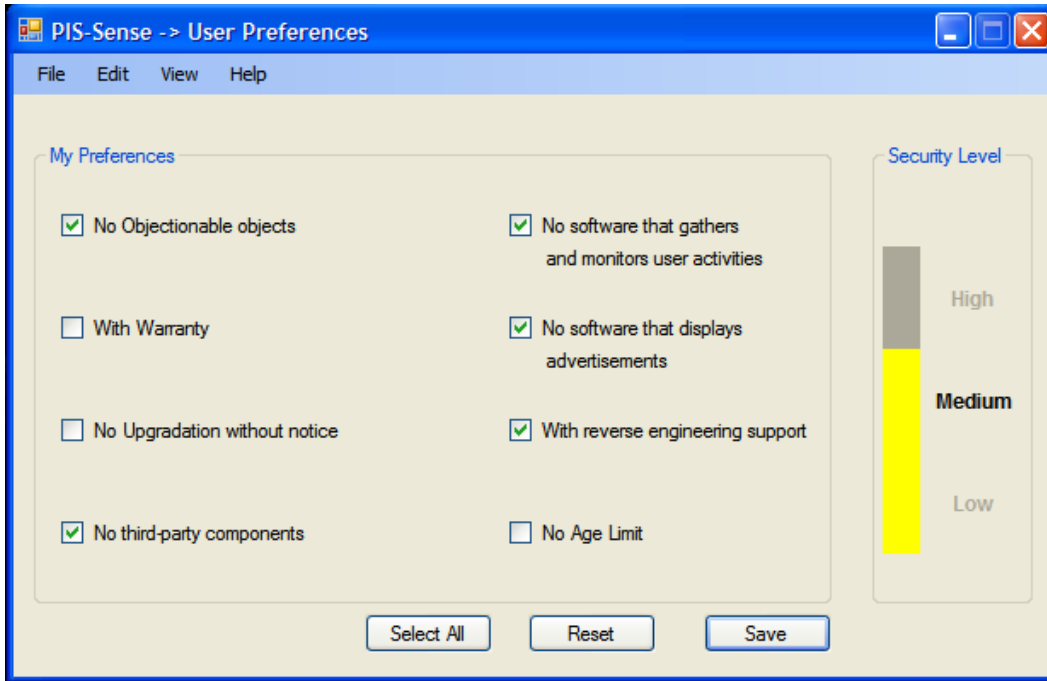 PIS-Sense -> User Preferences
File Edit View Help
My Preferences
No Objectionable objects
With Warranty
No Upgradation without notice
No third-party components
No software that gathers
and monitors user activities
No software that displays
advertisements
With reverse engineering support
No Age Limit
Security Level
High
Medium
Low
Select All Reset Save